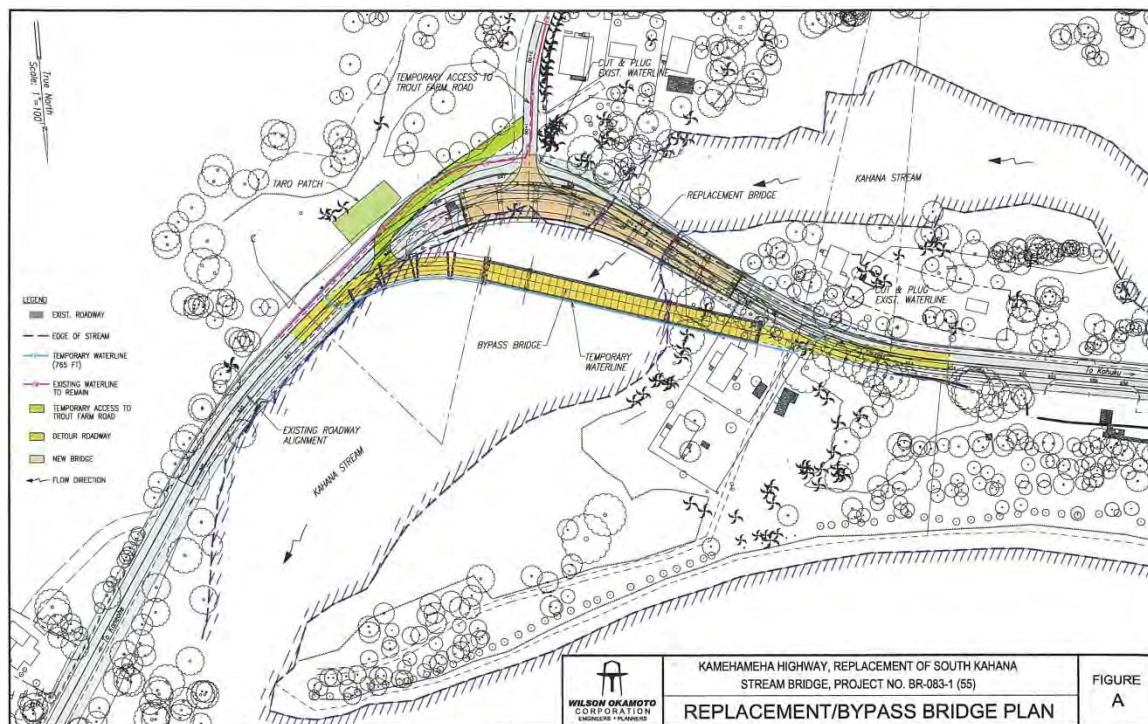 True North
Scale: 1"=100'
TEMPORARY ACCESS TO
TROUT FARM ROAD
CUT & PLUG
EXIST. WATERLINE
TARO PATCH
REPLACEMENT BRIDGE
KAHANA STREAM
CUT & PLUG
EXIST. WATERLINE
LEGEND
EXIST. ROADWAY
EDGE OF STREAM
TEMPORARY WATERLINE
(765 FT)
EXISTING WATERLINE
TO REMAIN
TEMPORARY ACCESS TO
TROUT FARM ROAD
DETOUR ROADWAY
NEW BRIDGE
FLOW DIRECTION
BYPASS BRIDGE
TEMPORARY
WATERLINE
To Kahuku
EXISTING ROADWAY
ALIGNMENT
KAHANA STREAM
To Kaneohe
WILSON OKAMOTO
CORPORATION
ENGINEERS • PLANNERS
KAMEHAMEHA HIGHWAY, REPLACEMENT OF SOUTH KAHANA
STREAM BRIDGE, PROJECT NO. BR-083-1 (55)
REPLACEMENT/BYPASS BRIDGE PLAN
FIGURE
A